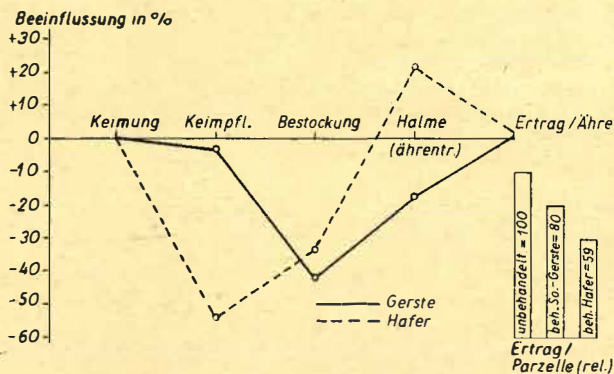 Beeinflussung in %
+30
+20
+10
0
-10
-20
-30
-40
-50
-60
Keimung Keimpfl. Bestockung Halme Ertrag/Ähre
(ährentr.)
Gerste
Hafer
unbehandelt = 100
beh. So.-Gerste = 80
beh. Hafer = 59
Ertrag/
Parzelle (rel.)